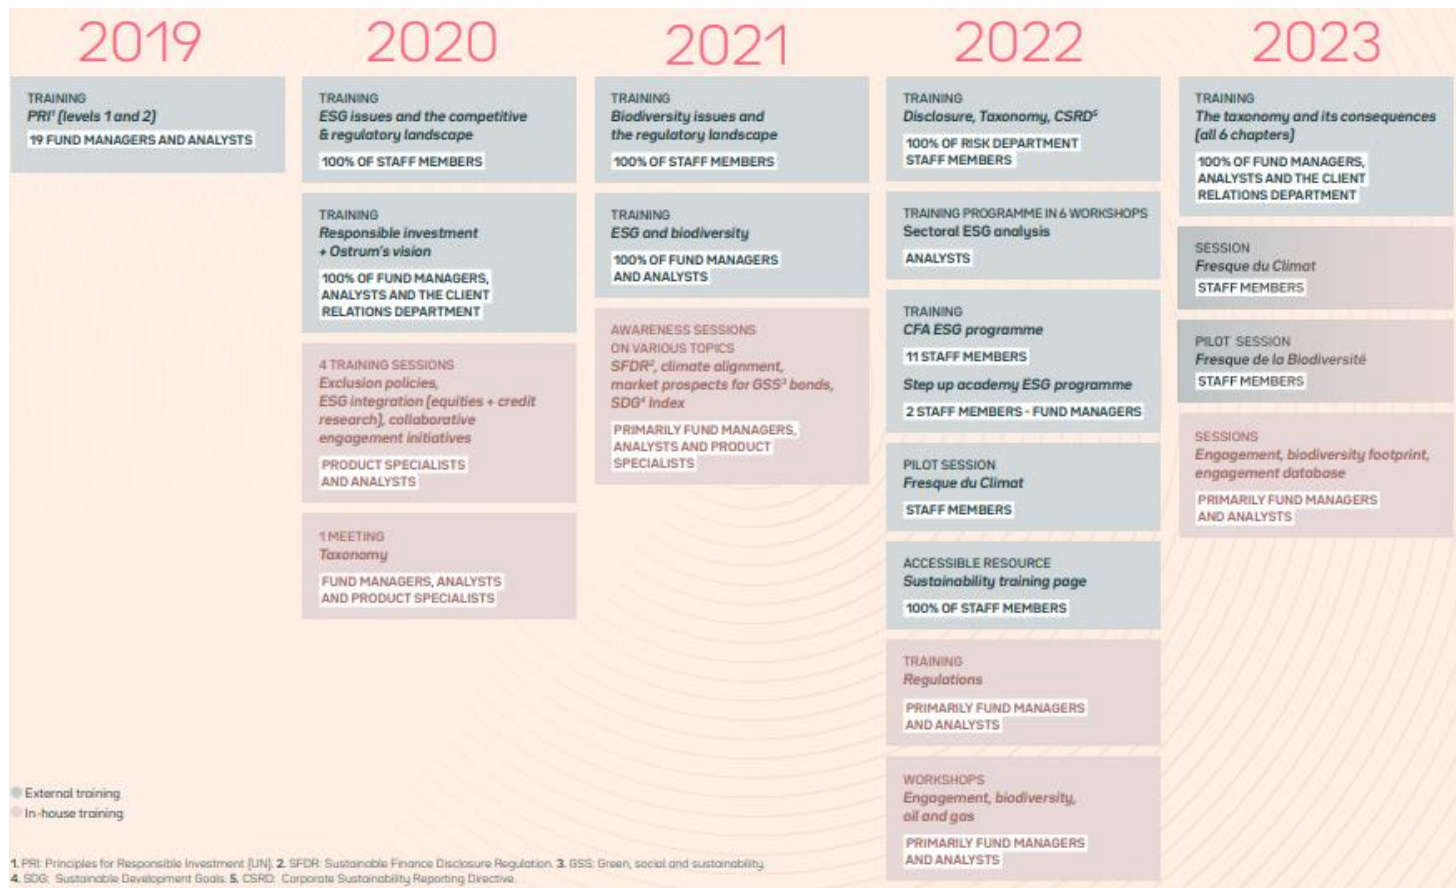 2019
TRAINING
PRI¹ (levels 1 and 2)
19 FUND MANAGERS AND ANALYSTS
2020
TRAINING
ESG issues and the competitive
& regulatory landscape
100% OF STAFF MEMBERS
TRAINING
Responsible investment
+ Ostrum's vision
100% OF FUND MANAGERS,
ANALYSTS AND THE CLIENT
RELATIONS DEPARTMENT
4 TRAINING SESSIONS
Exclusion policies,
ESG integration (equities + credit
research), collaborative
engagement initiatives
PRODUCT SPECIALISTS
AND ANALYSTS
1 MEETING
Taxonomy
FUND MANAGERS, ANALYSTS
AND PRODUCT SPECIALISTS
2021
TRAINING
Biodiversity issues and
the regulatory landscape
100% OF STAFF MEMBERS
TRAINING
ESG and biodiversity
100% OF FUND MANAGERS
AND ANALYSTS
AWARENESS SESSIONS
ON VARIOUS TOPICS
SFDR², climate alignment,
market prospects for GSS³ bonds,
SDG⁴ Index
PRIMARILY FUND MANAGERS,
ANALYSTS AND PRODUCT
SPECIALISTS
2022
TRAINING
Disclosure, Taxonomy, CSRD⁵
100% OF RISK DEPARTMENT
STAFF MEMBERS
TRAINING PROGRAMME IN 6 WORKSHOPS
Sectoral ESG analysis
ANALYSTS
TRAINING
CFA ESG programme
11 STAFF MEMBERS
Step up academy ESG programme
2 STAFF MEMBERS - FUND MANAGERS
PILOT SESSION
Fresque du Climat
STAFF MEMBERS
ACCESSIBLE RESOURCE
Sustainability training page
100% OF STAFF MEMBERS
TRAINING
Regulations
PRIMARILY FUND MANAGERS
AND ANALYSTS
WORKSHOPS
Engagement, biodiversity,
oil and gas
PRIMARILY FUND MANAGERS
AND ANALYSTS
2023
TRAINING
The taxonomy and its consequences
(all 6 chapters)
100% OF FUND MANAGERS,
ANALYSTS AND THE CLIENT
RELATIONS DEPARTMENT
SESSION
Fresque du Climat
STAFF MEMBERS
PILOT SESSION
Fresque de la Biodiversité
STAFF MEMBERS
SESSIONS
Engagement, biodiversity footprint,
engagement database
PRIMARILY FUND MANAGERS
AND ANALYSTS
External training
In-house training
1. PRI: Principles for Responsible Investment (UN). 2. SFDR: Sustainable Finance Disclosure Regulation. 3. GSS: Green, social and sustainability.
4. SDG: Sustainable Development Goals. 5. CSRD: Corporate Sustainability Reporting Directive.